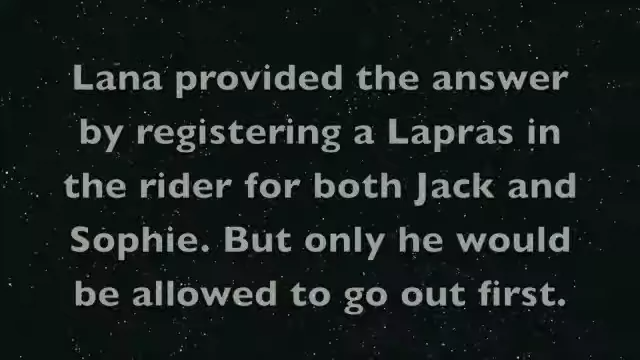 Lana provided the answer
by registering a Lapras in
the rider for both Jack and
Sophie. But only he would
be allowed to go out first.